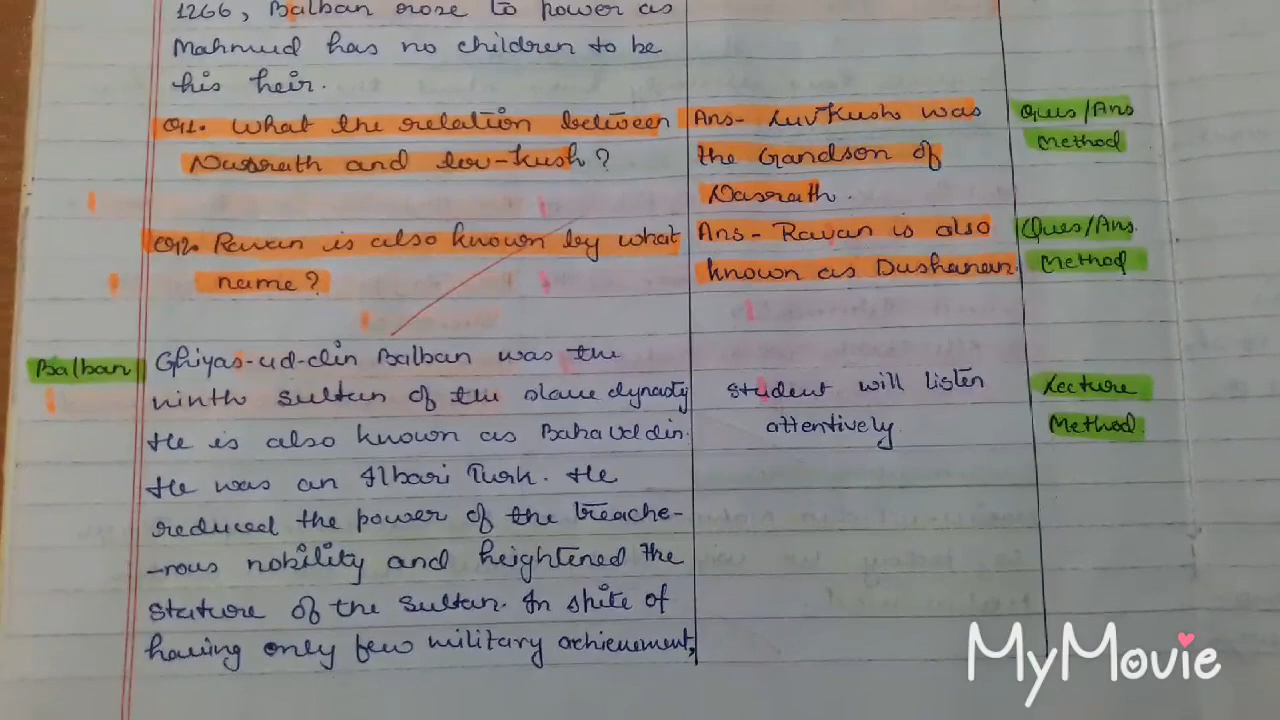 1266, Balban rose to power as
Mahmud has no children to be
his heir.
Q1. What the relation between
Dasrath and luv-Kush?
Ans- Luvkush was
the Gandson of
Dasrath.
Ques/Ans
Method
Q2. Ravan is also known by what
name?
Ans- Ravan is also
known as Dushanan.
Ques/Ans.
Method
Balban
Ghiyas-ud-din Balban was the
ninth sultan of the slave dynasty
He is also known as Bahauddin.
He was an Ilbari Turk. He
reduced the power of the treache-
-rous nobility and heightened the
stature of the sultan. In spite of
having only few military achievement,
student will listen
attentively.
Lecture
Method.
MyMovie